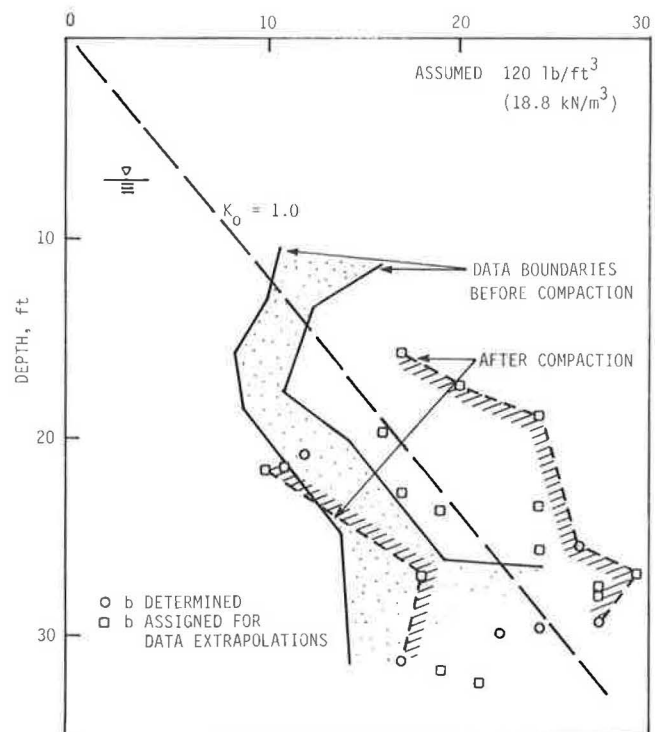 0 10 20 30
ASSUMED 120 lb/ft³
(18.8 kN/m³)
K₀ = 1.0
10
DATA BOUNDARIES
BEFORE COMPACTION
DEPTH, ft
AFTER COMPACTION
20
○ b DETERMINED
□ b ASSIGNED FOR
DATA EXTRAPOLATIONS
30